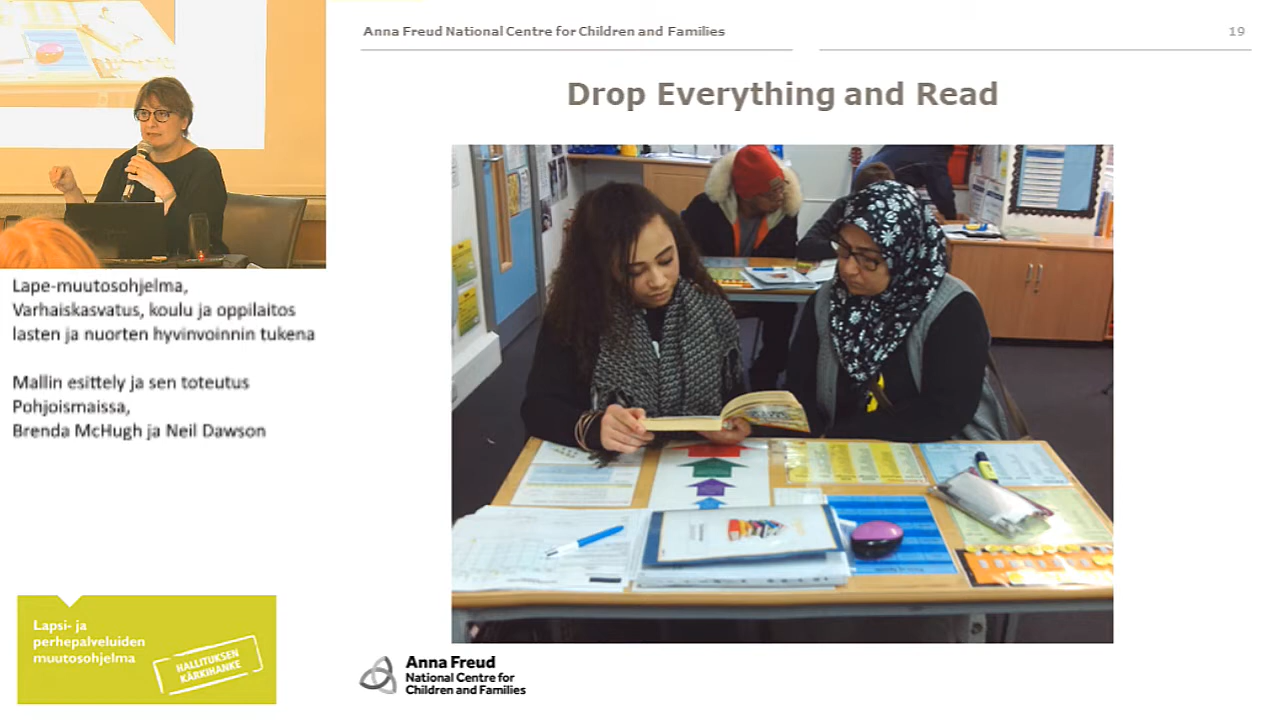 Anna Freud National Centre for Children and Families
19
Drop Everything and Read
Lape-muutosohjelma,
Varhaiskasvatus, koulu ja oppilaitos
lasten ja nuorten hyvinvoinnin tukena
Mallin esittely ja sen toteutus
Pohjoismaissa,
Brenda McHugh ja Neil Dawson
Lapsi- ja
perhepalveluiden
muutosohjelma
HALLITUKSEN
KÄRKIHANKE
Anna Freud
National Centre for
Children and Families